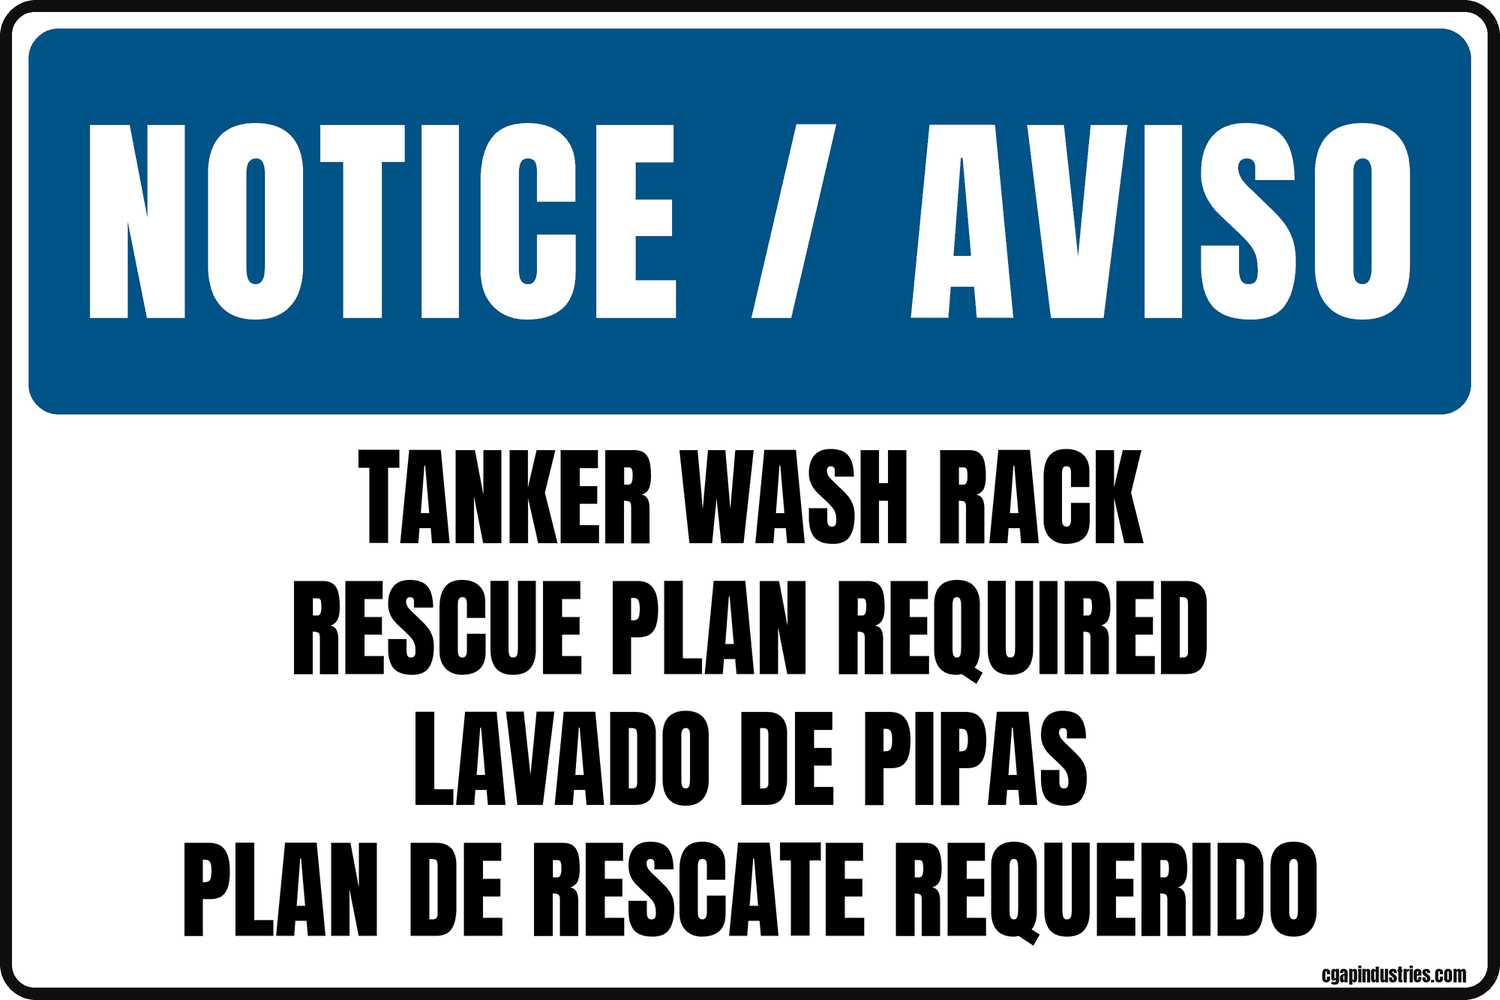 NOTICE / AVISO
TANKER WASH RACK
RESCUE PLAN REQUIRED
LAVADO DE PIPAS
PLAN DE RESCATE REQUERIDO
cgapindustries.com